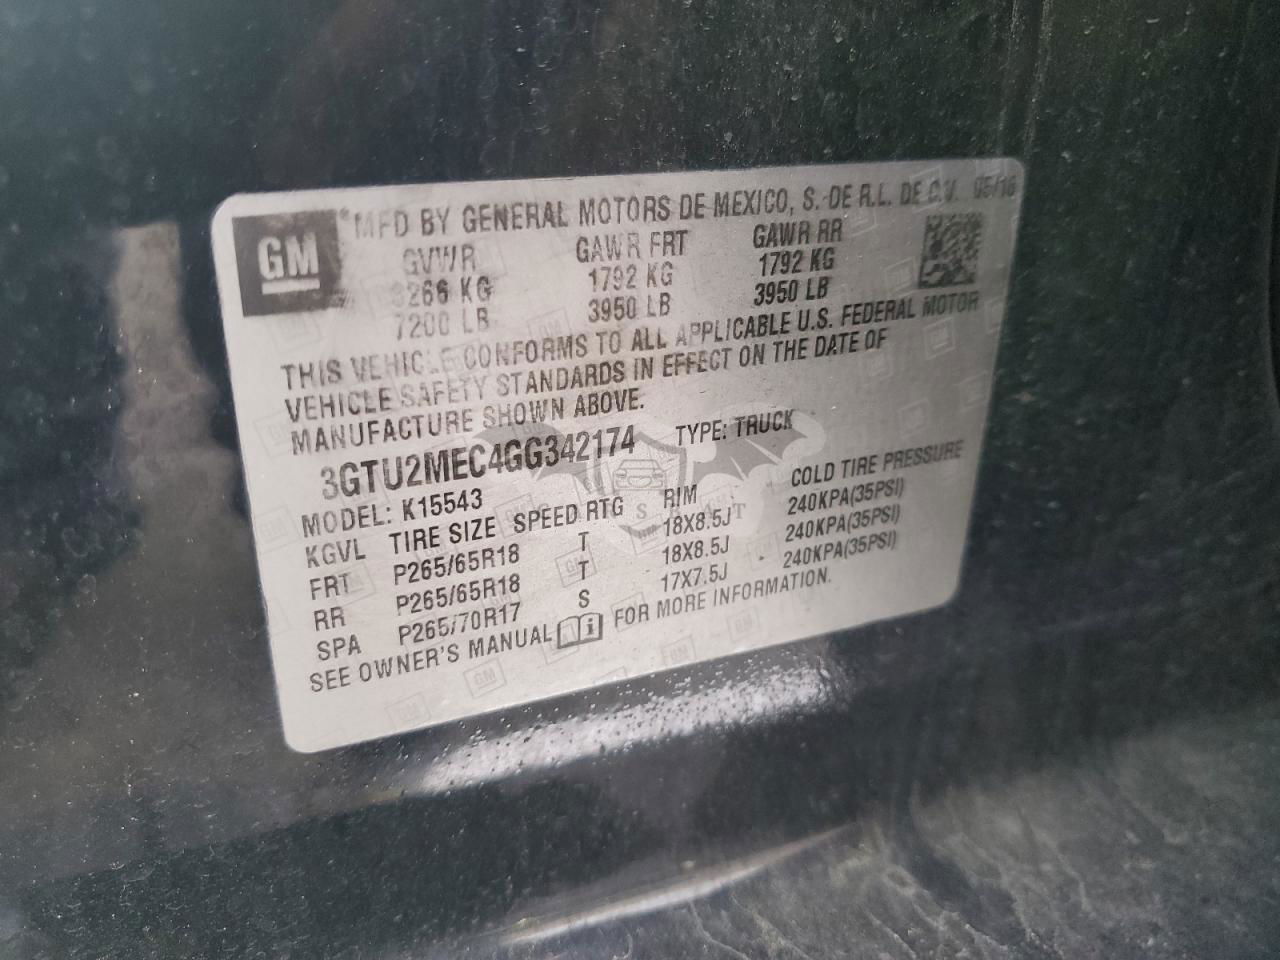 GM
MFD BY GENERAL MOTORS DE MEXICO, S. DE R.L. DE C.V. 05/16
GVWR GAWR FRT GAWR RR
3266 KG 1792 KG 1792 KG
7200 LB 3950 LB 3950 LB
THIS VEHICLE CONFORMS TO ALL APPLICABLE U.S. FEDERAL MOTOR
VEHICLE SAFETY STANDARDS IN EFFECT ON THE DATE OF
MANUFACTURE SHOWN ABOVE.
3GTU2MEC4GG342174 TYPE: TRUCK
MODEL: K15543
KGVL TIRE SIZE SPEED RTG RIM COLD TIRE PRESSURE
FRT P265/65R18 T 18X8.5J 240KPA(35PSI)
RR P265/65R18 T 18X8.5J 240KPA(35PSI)
SPA P265/70R17 S 17X7.5J 240KPA(35PSI)
SEE OWNER'S MANUAL FOR MORE INFORMATION.